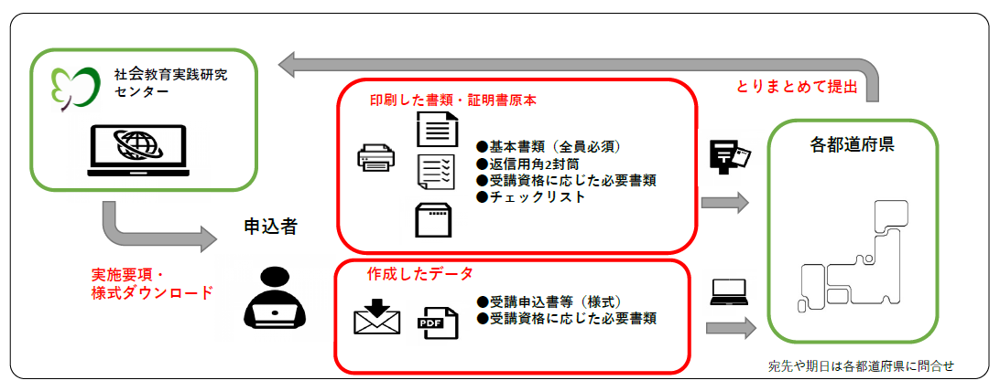 社会教育実践研究
センター
とりまとめて提出
印刷した書類・証明書原本
●基本書類（全員必須）
●返信用角2封筒
●受講資格に応じた必要書類
●チェックリスト
各都道府県
申込者
実施要項・
様式ダウンロード
作成したデータ
●受講申込書等（様式）
●受講資格に応じた必要書類
PDF
宛先や期日は各都道府県に問合せ